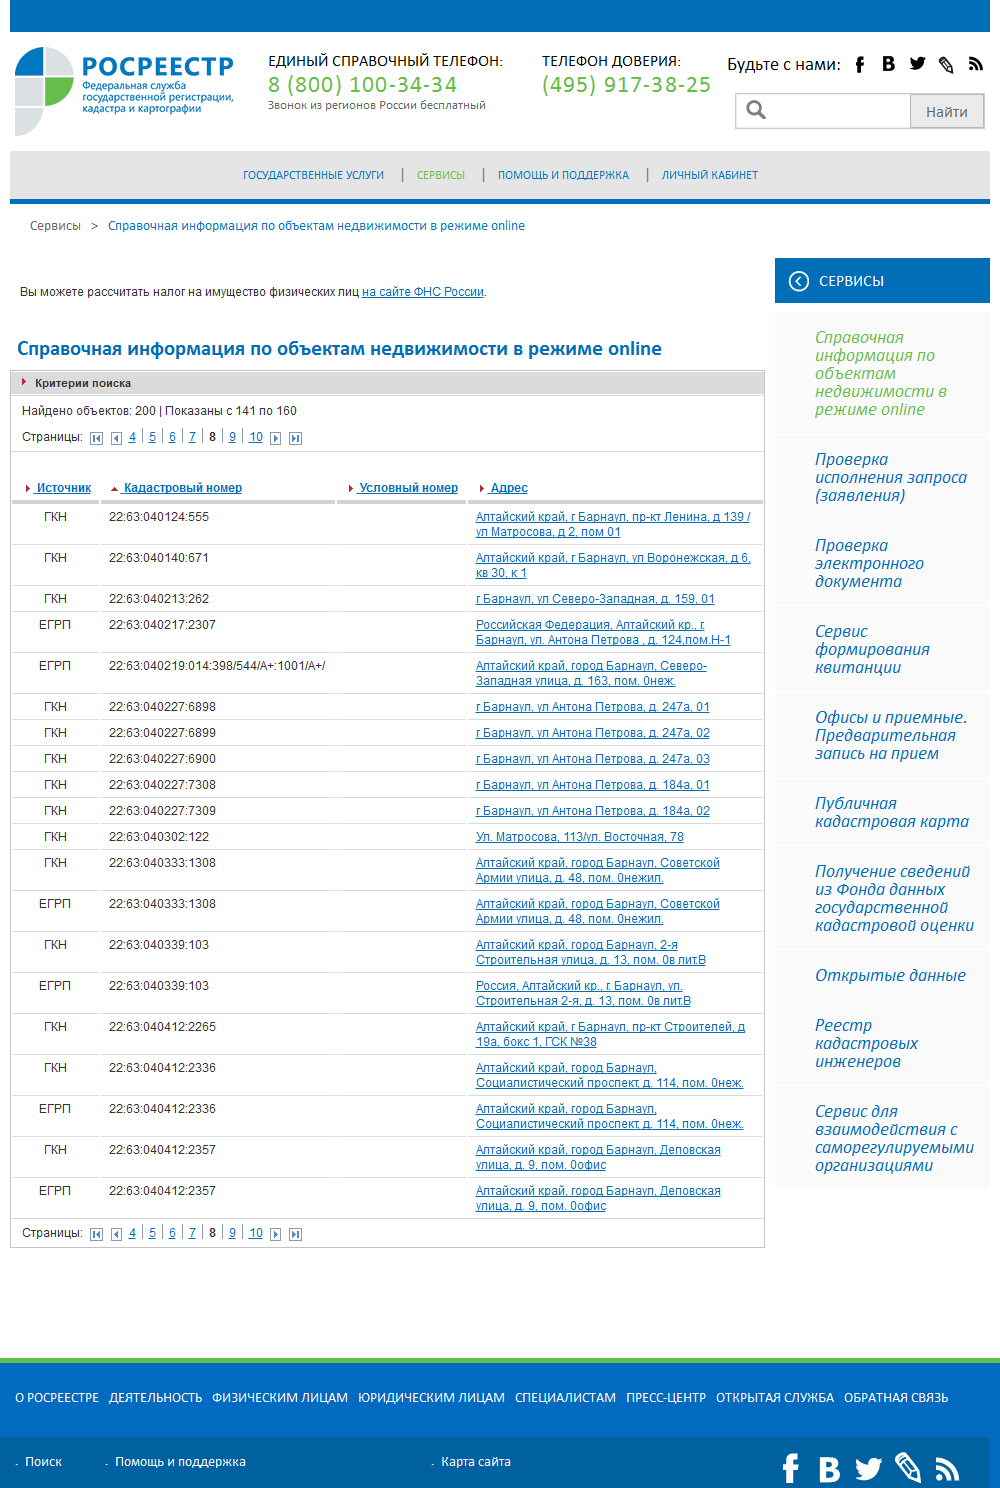 РОСРЕЕСТР
Федеральная служба
государственной регистрации,
кадастра и картографии
ЕДИНЫЙ СПРАВОЧНЫЙ ТЕЛЕФОН:
8 (800) 100-34-34
Звонок из регионов России бесплатный
ТЕЛЕФОН ДОВЕРИЯ:
(495) 917-38-25
Будьте с нами:
Найти
ГОСУДАРСТВЕННЫЕ УСЛУГИ | СЕРВИСЫ | ПОМОЩЬ И ПОДДЕРЖКА | ЛИЧНЫЙ КАБИНЕТ
Сервисы > Справочная информация по объектам недвижимости в режиме online
Вы можете рассчитать налог на имущество физических лиц на сайте ФНС России.
Справочная информация по объектам недвижимости в режиме online
Критерии поиска
Найдено объектов: 200 | Показаны с 141 по 160
Страницы: 4 | 5 | 6 | 7 | 8 | 9 | 10
Источник Кадастровый номер Условный номер Адрес
ГКН 22:63:040124:555 Алтайский край, г Барнаул, пр-кт Ленина, д 139 /
ул Матросова, д 2, пом 01
ГКН 22:63:040140:671 Алтайский край, г Барнаул, ул Воронежская, д 6,
кв 30, к 1
ГКН 22:63:040213:262 г Барнаул, ул Северо-Западная, д. 159, 01
ЕГРП 22:63:040217:2307 Российская Федерация, Алтайский кр., г.
Барнаул, ул. Антона Петрова , д. 124,пом.Н-1
ЕГРП 22:63:040219:014:398/544/А+:1001/А+/ Алтайский край, город Барнаул, Северо-
Западная улица, д. 163, пом. 0неж.
ГКН 22:63:040227:6898 г Барнаул, ул Антона Петрова, д. 247а, 01
ГКН 22:63:040227:6899 г Барнаул, ул Антона Петрова, д. 247а, 02
ГКН 22:63:040227:6900 г Барнаул, ул Антона Петрова, д. 247а, 03
ГКН 22:63:040227:7308 г Барнаул, ул Антона Петрова, д. 184а, 01
ГКН 22:63:040227:7309 г Барнаул, ул Антона Петрова, д. 184а, 02
ГКН 22:63:040302:122 Ул. Матросова, 113/ул. Восточная, 78
ГКН 22:63:040333:1308 Алтайский край, город Барнаул, Советской
Армии улица, д. 48, пом. 0нежил.
ЕГРП 22:63:040333:1308 Алтайский край, город Барнаул, Советской
Армии улица, д. 48, пом. 0нежил.
ГКН 22:63:040339:103 Алтайский край, город Барнаул, 2-я
Строительная улица, д. 13, пом. 0в лит.В
ЕГРП 22:63:040339:103 Россия, Алтайский кр., г. Барнаул, ул.
Строительная 2-я, д. 13, пом. 0в лит.В
ГКН 22:63:040412:2265 Алтайский край, г Барнаул, пр-кт Строителей, д
19а, бокс 1, ГСК №38
ГКН 22:63:040412:2336 Алтайский край, город Барнаул,
Социалистический проспект, д. 114, пом. 0неж.
ЕГРП 22:63:040412:2336 Алтайский край, город Барнаул,
Социалистический проспект, д. 114, пом. 0неж.
ГКН 22:63:040412:2357 Алтайский край, город Барнаул, Деповская
улица, д. 9, пом. 0офис
ЕГРП 22:63:040412:2357 Алтайский край, город Барнаул, Деповская
улица, д. 9, пом. 0офис
Страницы: 4 | 5 | 6 | 7 | 8 | 9 | 10
СЕРВИСЫ
Справочная
информация по
объектам
недвижимости в
режиме online
Проверка
исполнения запроса
(заявления)
Проверка
электронного
документа
Сервис
формирования
квитанции
Офисы и приемные.
Предварительная
запись на прием
Публичная
кадастровая карта
Получение сведений
из Фонда данных
государственной
кадастровой оценки
Открытые данные
Реестр
кадастровых
инженеров
Сервис для
взаимодействия с
саморегулируемыми
организациями
О РОСРЕЕСТРЕ ДЕЯТЕЛЬНОСТЬ ФИЗИЧЕСКИМ ЛИЦАМ ЮРИДИЧЕСКИМ ЛИЦАМ СПЕЦИАЛИСТАМ ПРЕСС-ЦЕНТР ОТКРЫТАЯ СЛУЖБА ОБРАТНАЯ СВЯЗЬ
Поиск Помощь и поддержка Карта сайта